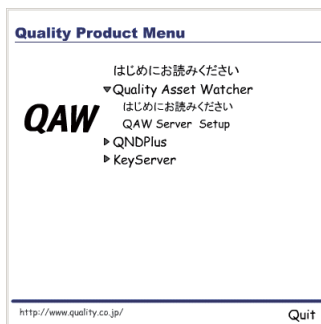 Quality Product Menu
はじめにお読みください
Quality Asset Watcher
はじめにお読みください
QAW Server Setup
QAW
QNDPlus
KeyServer
http://www.quality.co.jp/
Quit